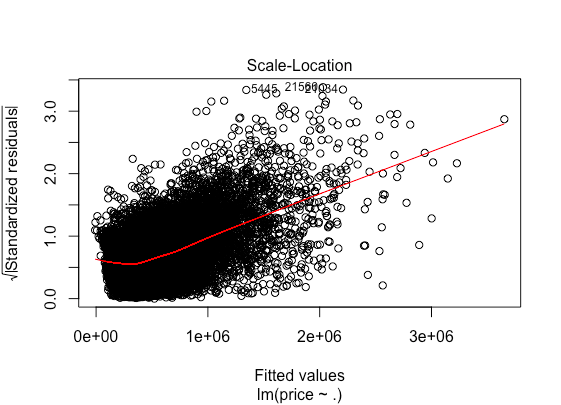 Scale-Location
√|Standardized residuals|
3.0
2.0
1.0
0.0
5445
0e+00 1e+06 2e+06 3e+06
Fitted values
lm(price ~ .)